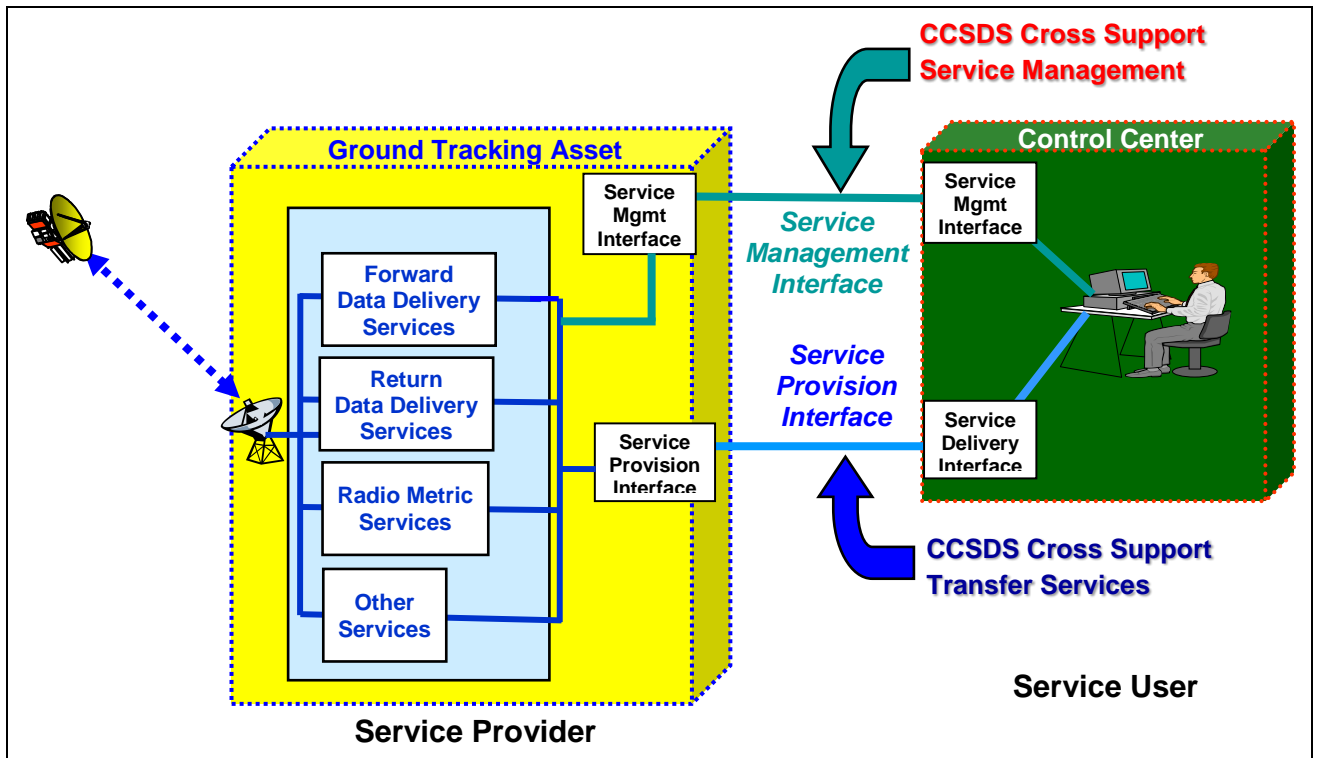 CCSDS Cross Support
Service Management
Ground Tracking Asset
Control Center
Service
Mgmt
Interface
Service
Mgmt
Interface
Service
Management
Interface
Forward
Data Delivery
Services
Service
Provision
Interface
Return
Data Delivery
Services
Service
Provision
Interface
Service
Delivery
Interface
Radio Metric
Services
CCSDS Cross Support
Transfer Services
Other
Services
Service User
Service Provider